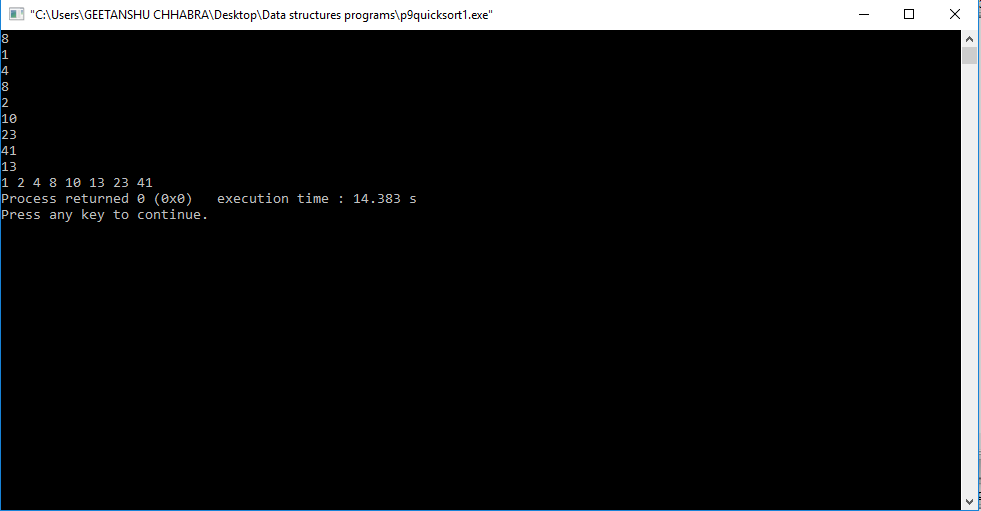 "C:\Users\GEETANSHU CHHABRA\Desktop\Data structures programs\p9quicksort1.exe"
8
1
4
8
2
10
23
41
13
1 2 4 8 10 13 23 41
Process returned 0 (0x0)   execution time : 14.383 s
Press any key to continue.